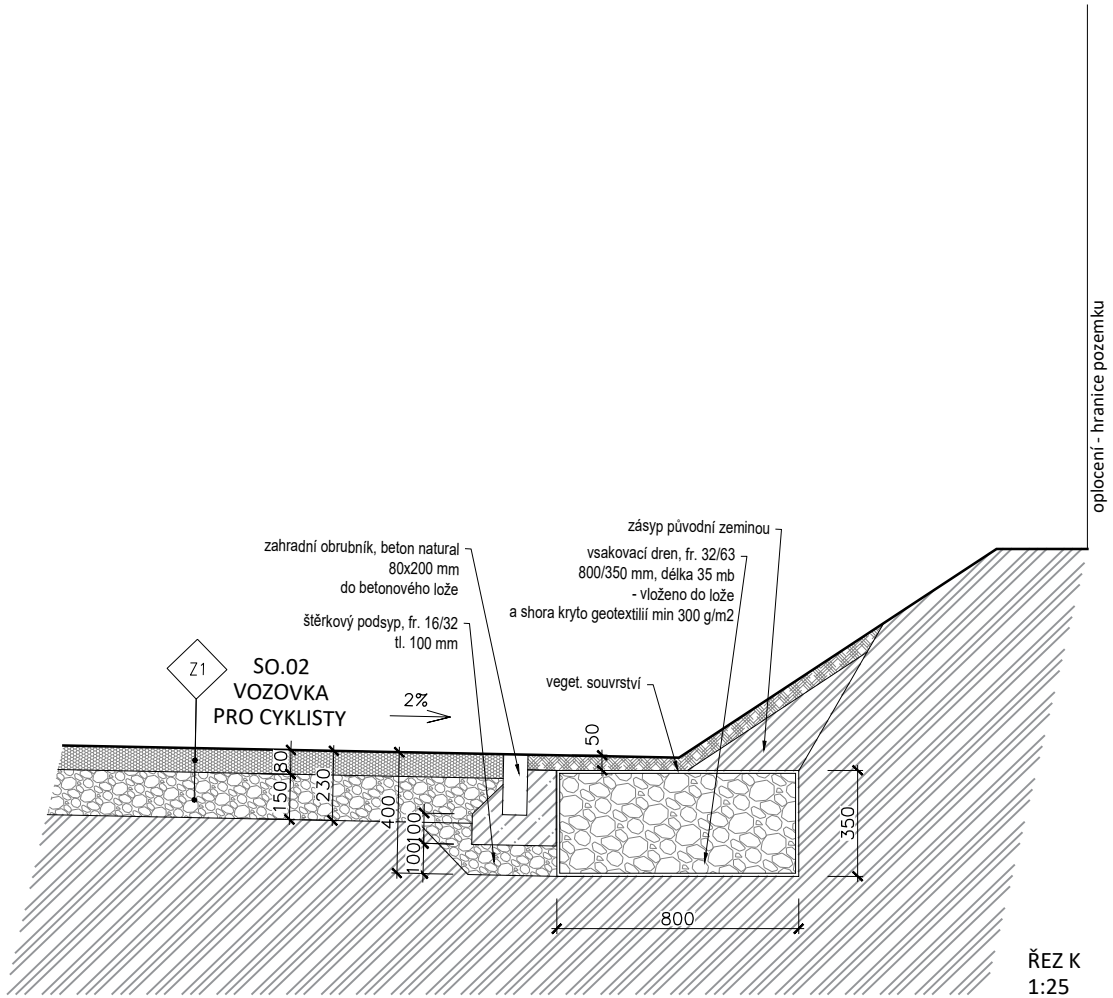 oplocení - hranice pozemku
zásyp původní zeminou
zahradní obrubník, beton natural
80x200 mm
do betonového lože
vsakovací dren, fr. 32/63
800/350 mm, délka 35 mb
- vloženo do lože
a shora kryto geotextilií min 300 g/m2
štěrkový podsyp, fr. 16/32
tl. 100 mm
Z1
SO.02
VOZOVKA
PRO CYKLISTY
2%
veget. souvrství
50
80
150
230
400
100
100
350
800
ŘEZ K
1:25